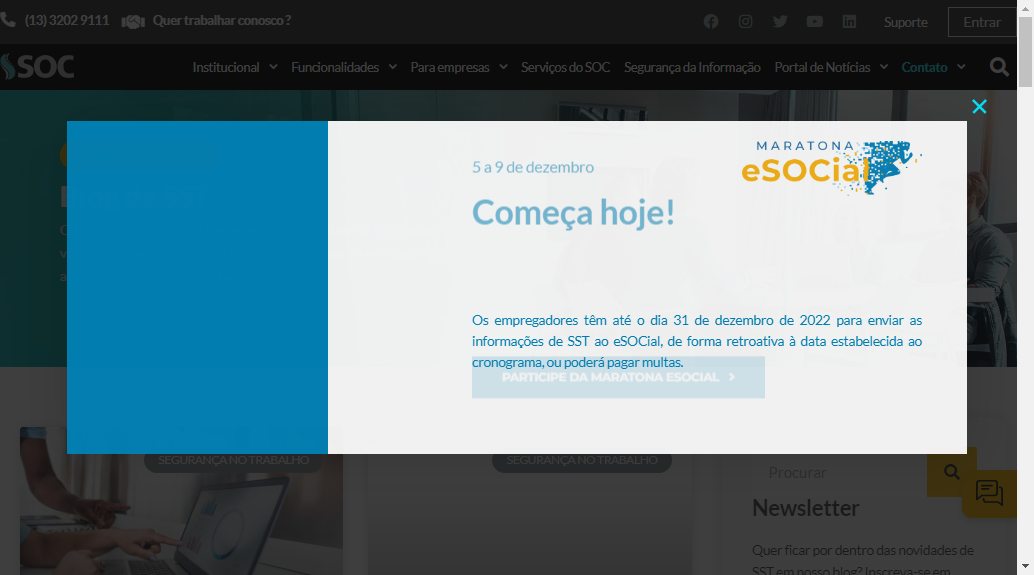 (13) 3202 9111 Quer trabalhar conosco ?
Suporte Entrar
SOC
Institucional Funcionalidades Para empresas Serviços do SOC Segurança da Informação Portal de Notícias Contato
MARATONA
eSOCial
5 a 9 de dezembro
Começa hoje!
Os empregadores têm até o dia 31 de dezembro de 2022 para enviar as
informações de SST ao eSOCial, de forma retroativa à data estabelecida ao
cronograma, ou poderá pagar multas.
PARTICIPE DA MARATONA ESOCIAL
SEGURANÇA NO TRABALHO SEGURANÇA NO TRABALHO
Procurar
Newsletter
Quer ficar por dentro das novidades de
SST em nosso blog? Inscreva-se em